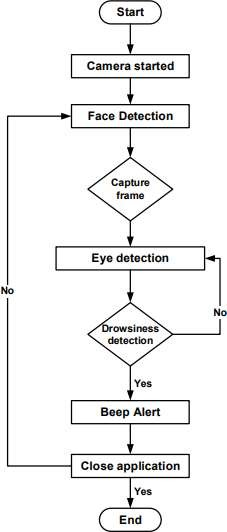 Start
Camera started
Face Detection
Capture
frame
Eye detection
No
No
Drowsiness
detection
Yes
Beep Alert
Close application
Yes
End